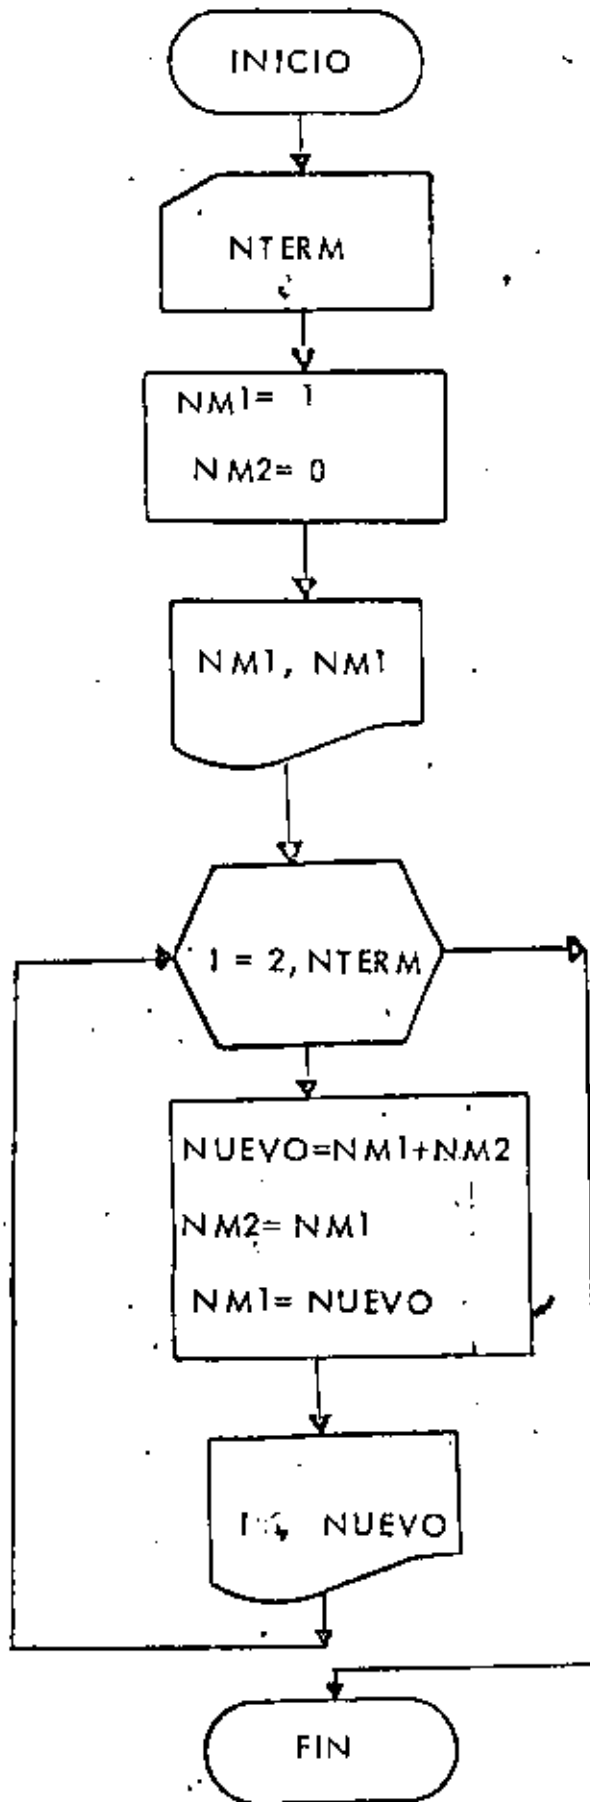 INICIO
NTERM
NM1= 1
NM2= 0
NM1, NM1
I = 2, NTERM
NUEVO=NM1+NM2
NM2= NM1
NM1= NUEVO
NUEVO
FIN